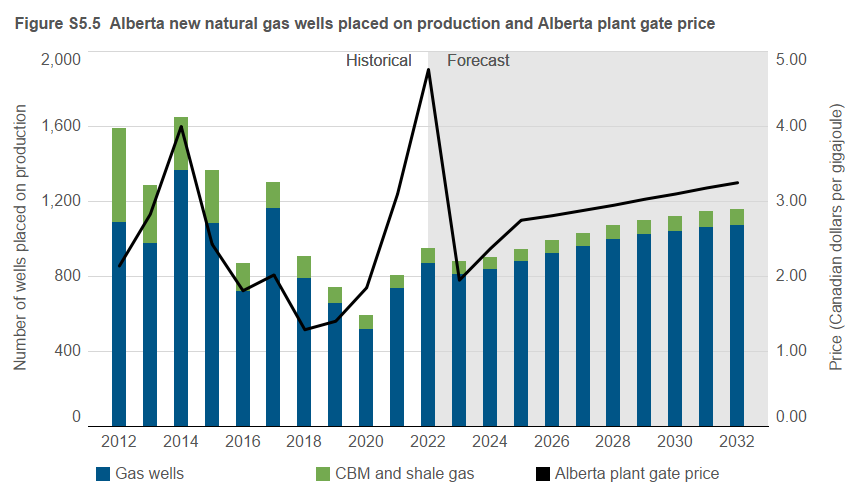 Figure S5.5 Alberta new natural gas wells placed on production and Alberta plant gate price
Historical Forecast
Number of wells placed on production
2,000
1,600
1,200
800
400
0
5.00
4.00
3.00
2.00
1.00
0.00
Price (Canadian dollars per gigajoule)
2012 2014 2016 2018 2020 2022 2024 2026 2028 2030 2032
Gas wells CBM and shale gas Alberta plant gate price